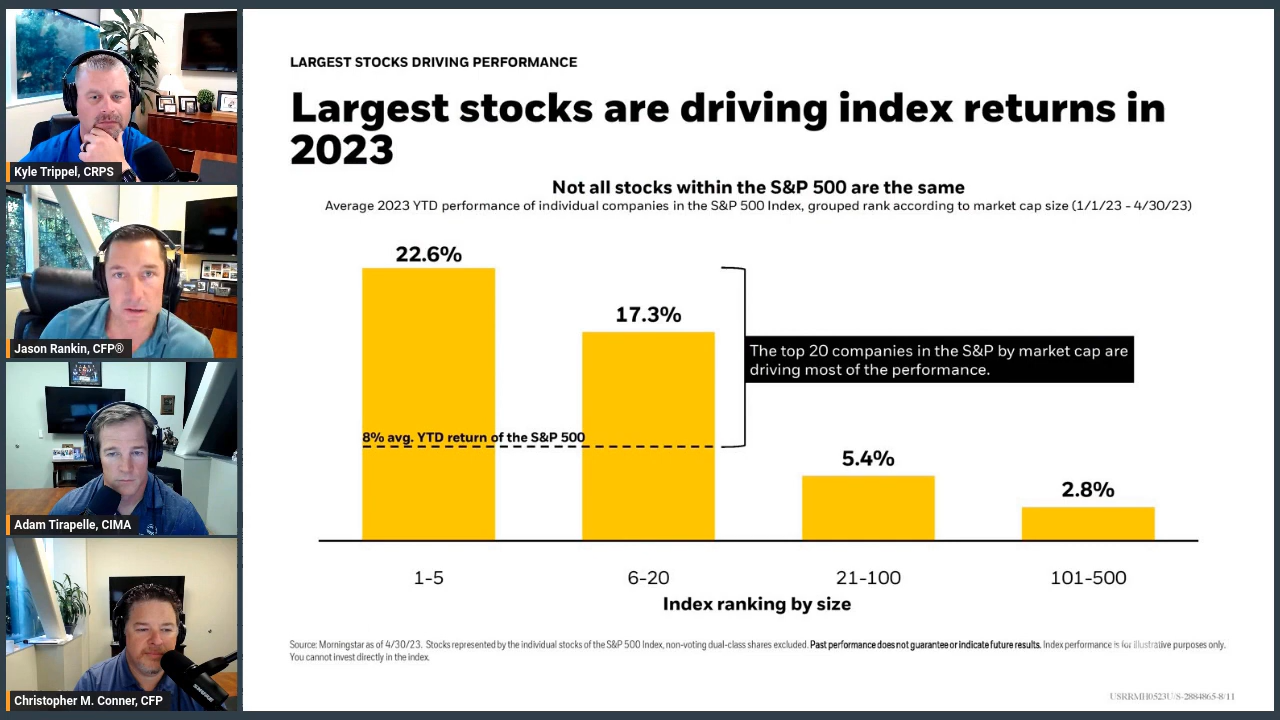 Kyle Trippel, CRPS
Jason Rankin, CFP®
Adam Tirapelle, CIMA
Christopher M. Conner, CFP
LARGEST STOCKS DRIVING PERFORMANCE
Largest stocks are driving index returns in
2023
Not all stocks within the S&P 500 are the same
Average 2023 YTD performance of individual companies in the S&P 500 Index, grouped rank according to market cap size (1/1/23 - 4/30/23)
22.6%
17.3%
The top 20 companies in the S&P by market cap are
driving most of the performance.
8% avg. YTD return of the S&P 500
5.4%
2.8%
1-5 6-20 21-100 101-500
Index ranking by size
Source: Morningstar as of 4/30/23. Stocks represented by the individual stocks of the S&P 500 Index, non-voting dual-class shares excluded. Past performance does not guarantee or indicate future results. Index performance is for illustrative purposes only.
You cannot invest directly in the index.